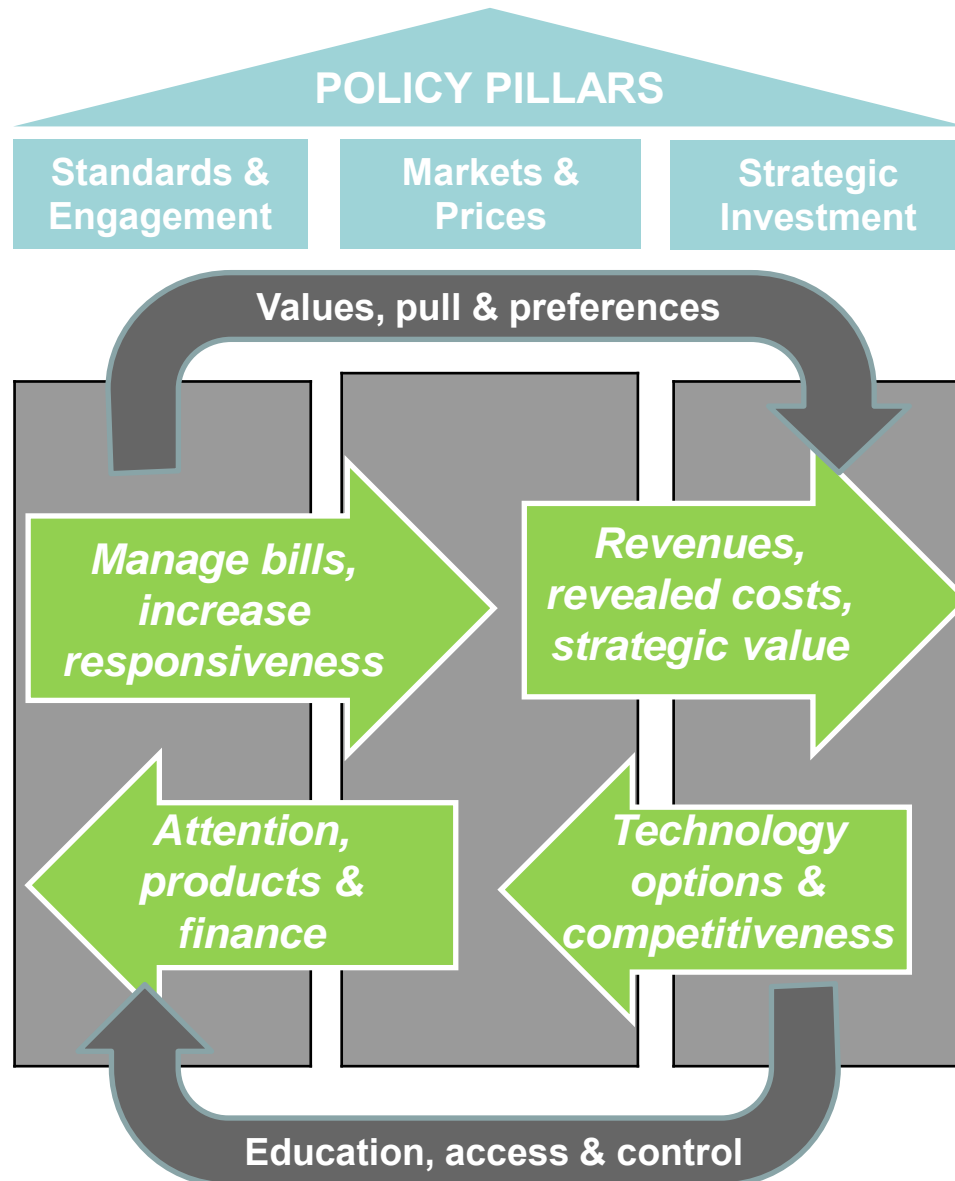 POLICY PILLARS
Standards &
Engagement
Markets &
Prices
Strategic
Investment
Values, pull & preferences
Manage bills,
increase
responsiveness
Revenues,
revealed costs,
strategic value
Attention,
products &
finance
Technology
options &
competitiveness
Education, access & control